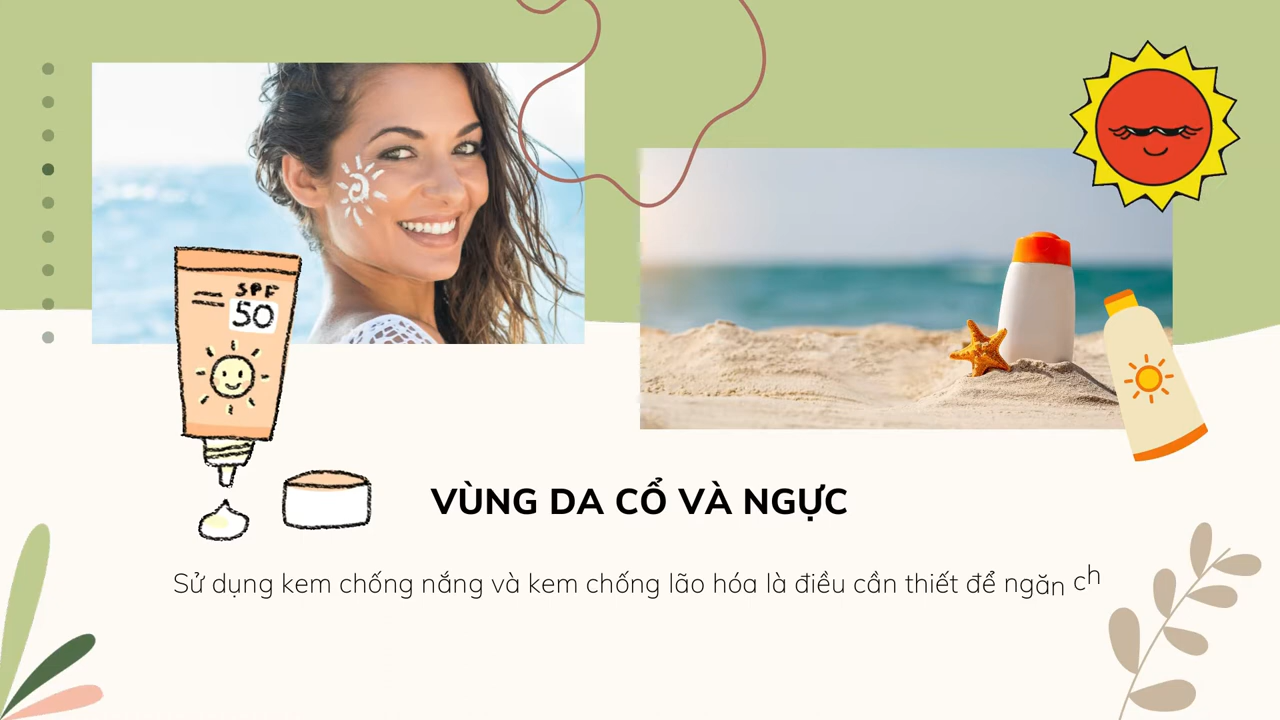 SPF
50
VÙNG DA CỔ VÀ NGỰC
Sử dụng kem chống nắng và kem chống lão hóa là điều cần thiết để ngăn ch